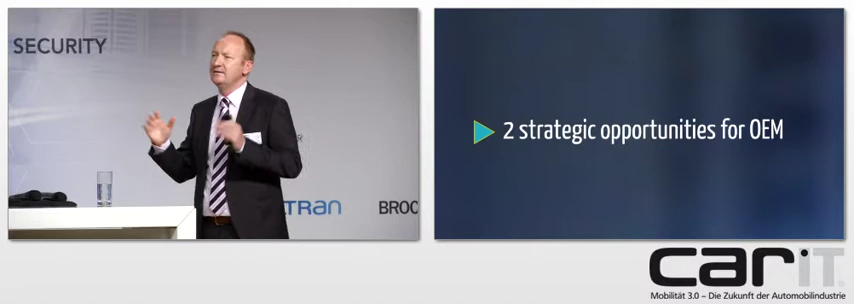 SECURITY
TRan
BROC
2 strategic opportunities for OEM
carIT
Mobilität 3.0 – Die Zukunft der Automobilindustrie